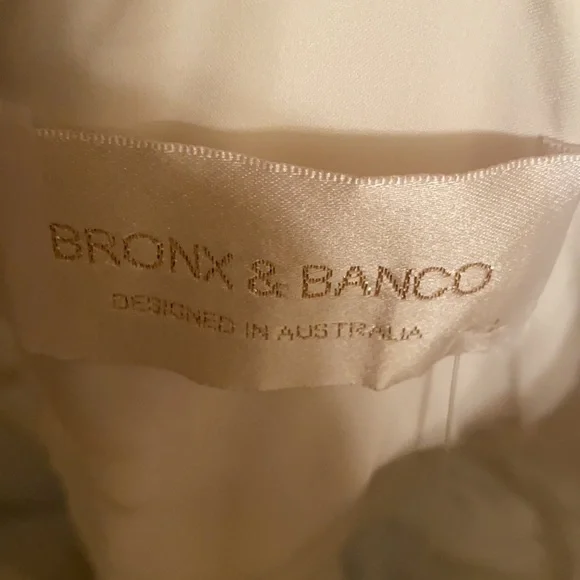 BRONX & BANCO
DESIGNED IN AUSTRALIA